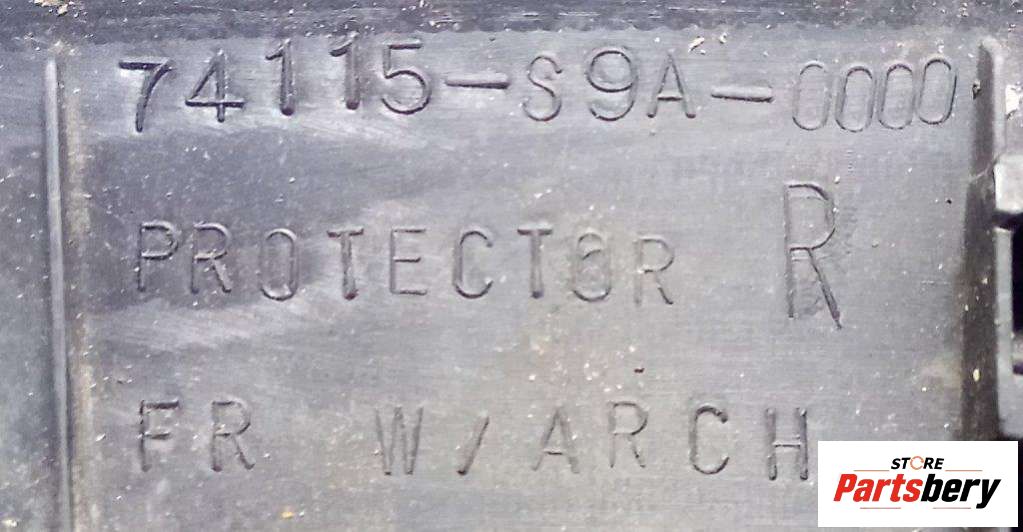 74115-S9A-0000
PROTECTOR R
FR W/ARCH
STORE
Partsbery